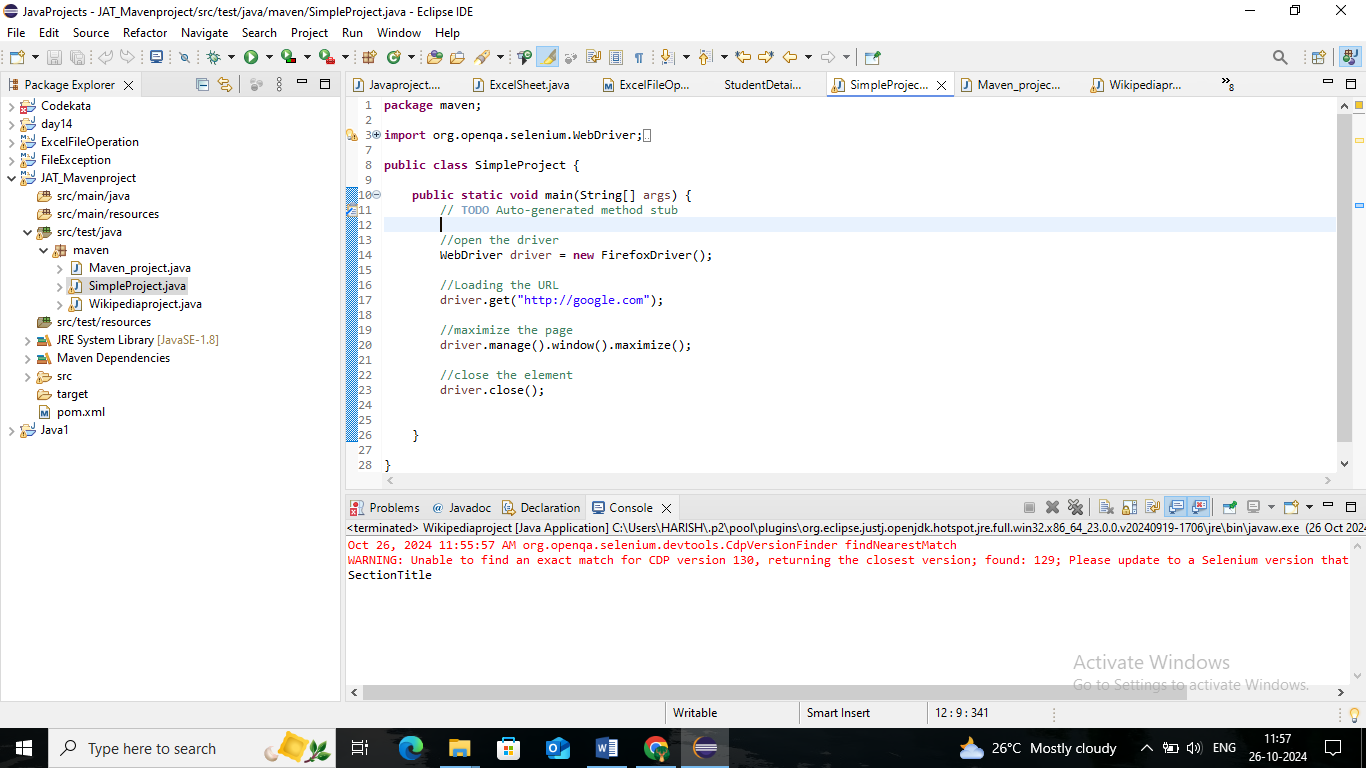 JavaProjects - JAT_Mavenproject/src/test/java/maven/SimpleProject.java - Eclipse IDE
File Edit Source Refactor Navigate Search Project Run Window Help
Package Explorer
Codekata
day14
ExcelFileOperation
FileException
JAT_Mavenproject
src/main/java
src/main/resources
src/test/java
maven
Maven_project.java
SimpleProject.java
Wikipediaproject.java
src/test/resources
JRE System Library [JavaSE-1.8]
Maven Dependencies
src
target
pom.xml
Java1
Javaproject.... ExcelSheet.java ExcelFileOp... StudentDetai... SimpleProjec... Maven_projec... Wikipediapr... »8
1 package maven;
2
3 import org.openqa.selenium.WebDriver;
7
8 public class SimpleProject {
9
10 public static void main(String[] args) {
11 // TODO Auto-generated method stub
12
13 //open the driver
14 WebDriver driver = new FirefoxDriver();
15
16 //Loading the URL
17 driver.get("http://google.com");
18
19 //maximize the page
20 driver.manage().window().maximize();
21
22 //close the element
23 driver.close();
24
25
26 }
27
28 }
Problems @ Javadoc Declaration Console
<terminated> Wikipediaproject [Java Application] C:\Users\HARISH\.p2\pool\plugins\org.eclipse.justj.openjdk.hotspot.jre.full.win32.x86_64_23.0.0.v20240919-1706\jre\bin\javaw.exe (26 Oct 202
Oct 26, 2024 11:55:57 AM org.openqa.selenium.devtools.CdpVersionFinder findNearestMatch
WARNING: Unable to find an exact match for CDP version 130, returning the closest version; found: 129; Please update to a Selenium version that
SectionTitle
Activate Windows
Go to Settings to activate Windows.
Writable Smart Insert 12 : 9 : 341
Type here to search
26°C Mostly cloudy ENG
11:57
26-10-2024